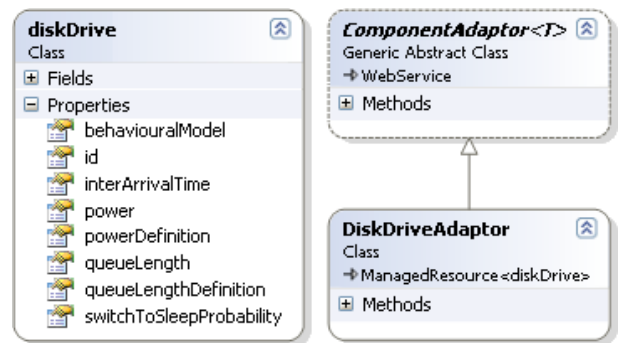 diskDrive
Class
Fields
Properties
behaviouralModel
id
interArrivalTime
power
powerDefinition
queueLength
queueLengthDefinition
switchToSleepProbability
ComponentAdaptor<T>
Generic Abstract Class
WebService
Methods
DiskDriveAdaptor
Class
ManagedResource<diskDrive>
Methods